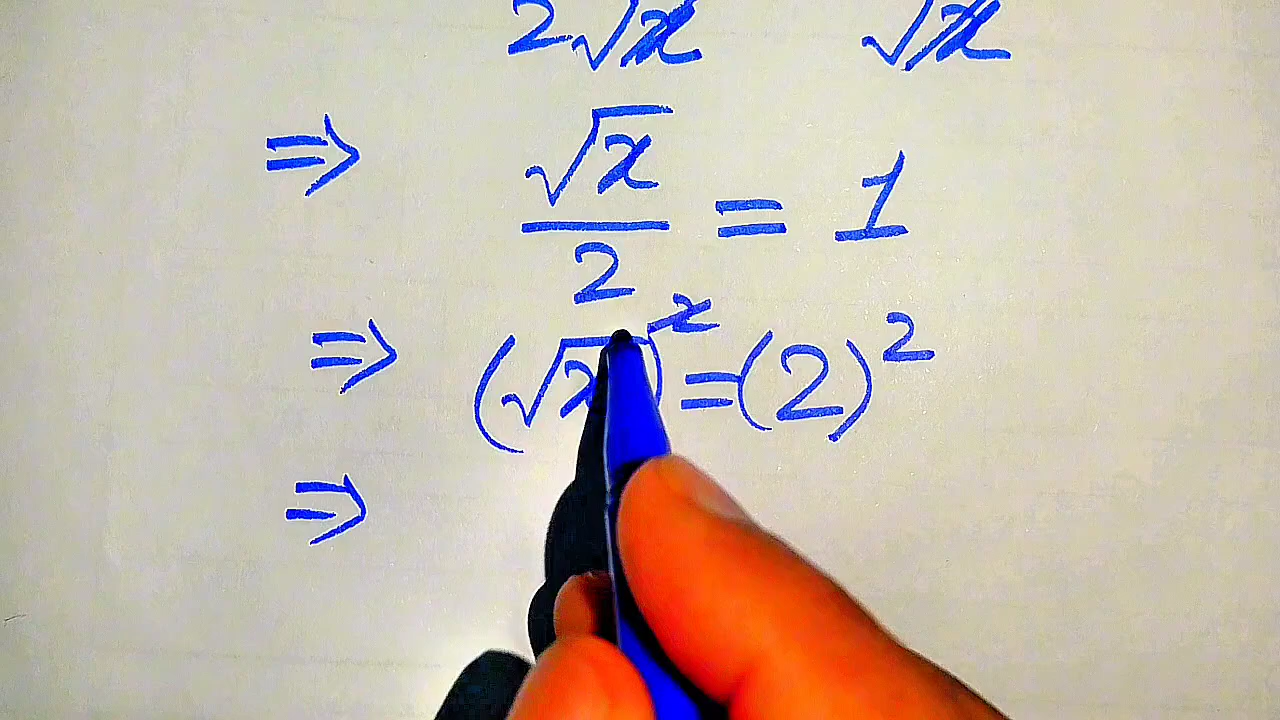 2√x √x
⇒ √x/2 = 1
⇒ (√x)² = (2)²
⇒